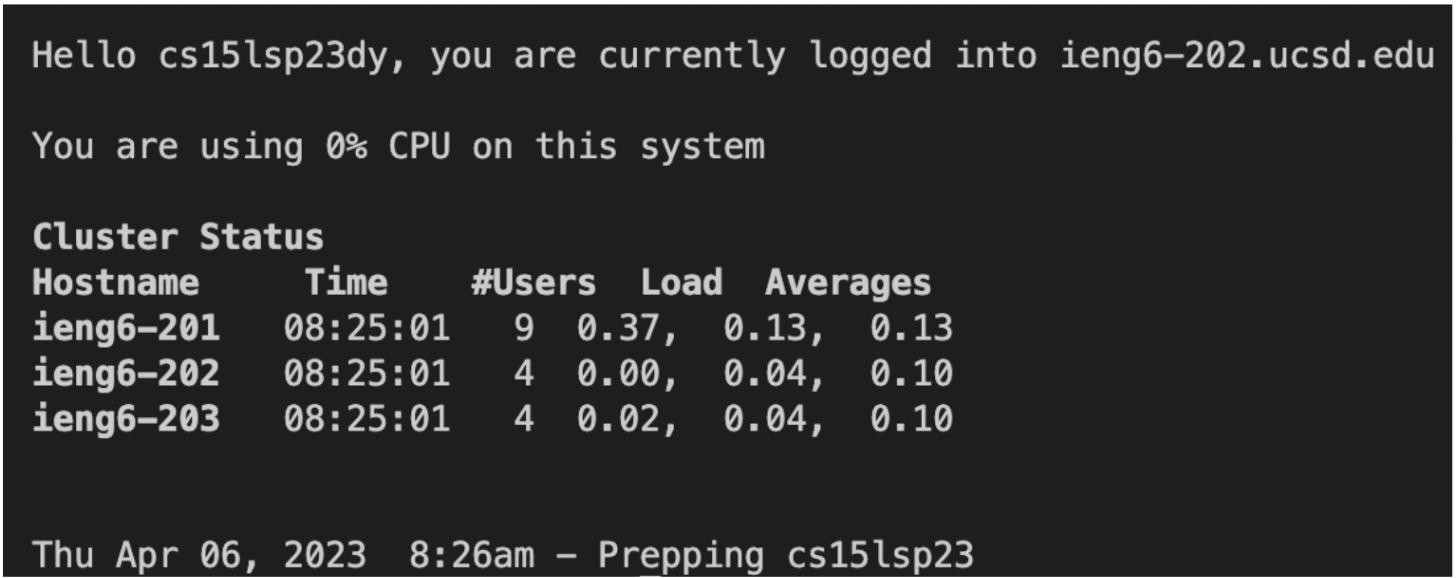 Hello cs15lsp23dy, you are currently logged into ieng6-202.ucsd.edu
You are using 0% CPU on this system
Cluster Status
Hostname     Time    #Users  Load  Averages
ieng6-201   08:25:01   9  0.37,  0.13,  0.13
ieng6-202   08:25:01   4  0.00,  0.04,  0.10
ieng6-203   08:25:01   4  0.02,  0.04,  0.10
Thu Apr 06, 2023  8:26am - Prepping cs15lsp23